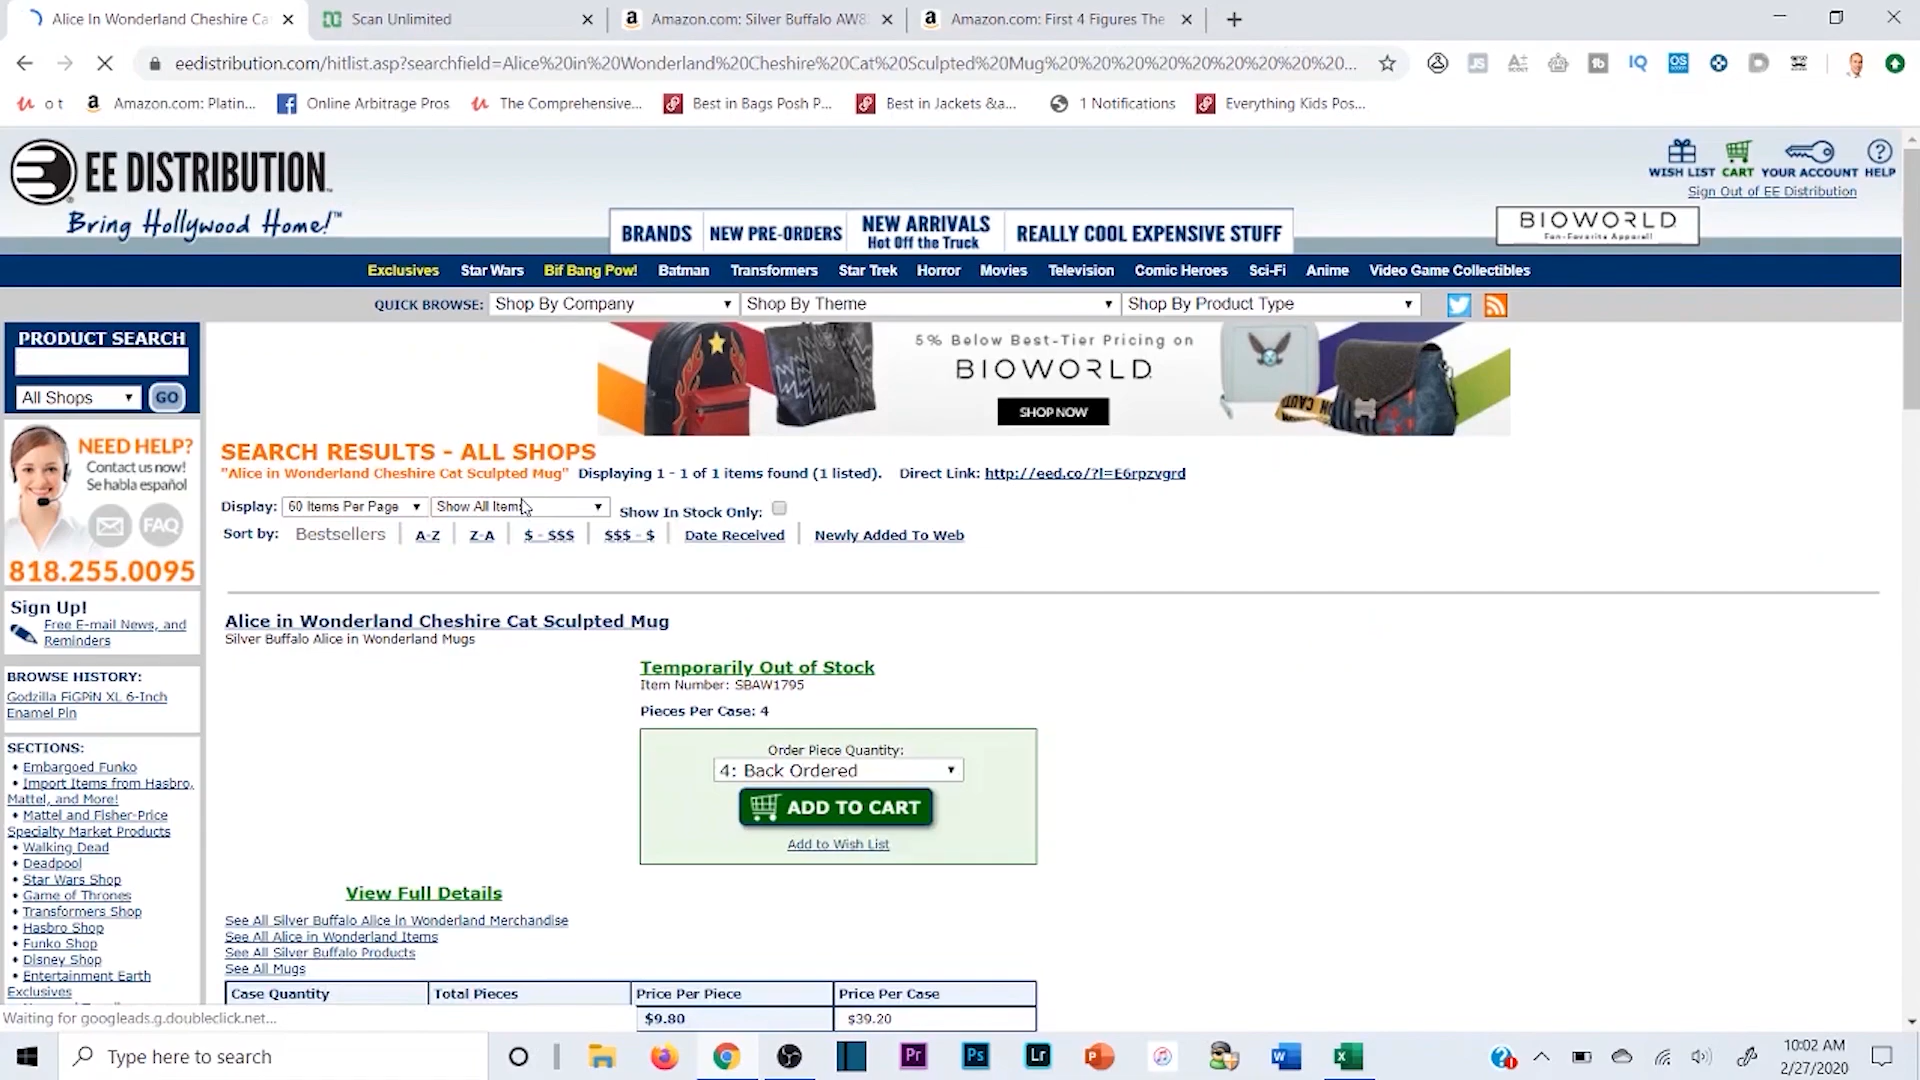 Alice In Wonderland Cheshire Ca
Scan Unlimited
Amazon.com: Silver Buffalo AW8
Amazon.com: First 4 Figures The
eedistribution.com/hitlist.asp?searchfield=Alice%20in%20Wonderland%20Cheshire%20Cat%20Sculpted%20Mug%20%20%20%20%20%20%20%20%20...
o t
Amazon.com: Platin...
Online Arbitrage Pros
The Comprehensive...
Best in Bags Posh P...
Best in Jackets &a...
1 Notifications
Everything Kids Pos...
EE DISTRIBUTION
Bring Hollywood Home!™
WISH LIST CART YOUR ACCOUNT HELP
Sign Out of EE Distribution
BRANDS
NEW PRE-ORDERS
NEW ARRIVALS
Hot Off the Truck
REALLY COOL EXPENSIVE STUFF
BIOWORLD
Fan-Favorite Apparel!
Exclusives Star Wars Bif Bang Pow! Batman Transformers Star Trek Horror Movies Television Comic Heroes Sci-Fi Anime Video Game Collectibles
QUICK BROWSE: Shop By Company Shop By Theme Shop By Product Type
PRODUCT SEARCH
All Shops GO
NEED HELP?
Contact us now!
Se habla español
FAQ
818.255.0095
Sign Up!
Free E-mail News, and
Reminders
BROWSE HISTORY:
Godzilla FiGPiN XL 6-Inch
Enamel Pin
SECTIONS:
• Embargoed Funko
• Import Items from Hasbro,
Mattel, and More!
• Mattel and Fisher-Price
Specialty Market Products
• Walking Dead
• Deadpool
• Star Wars Shop
• Game of Thrones
• Transformers Shop
• Hasbro Shop
• Funko Shop
• Disney Shop
• Entertainment Earth
Exclusives
5% Below Best-Tier Pricing on
BIOWORLD
SHOP NOW
CAUT
SEARCH RESULTS - ALL SHOPS
"Alice in Wonderland Cheshire Cat Sculpted Mug" Displaying 1 - 1 of 1 items found (1 listed). Direct Link: http://eed.co/?l=E6rpzvgrd
Display: 60 Items Per Page Show All Items Show In Stock Only:
Sort by: Bestsellers A-Z Z-A $ - $$$ $$$ - $ Date Received Newly Added To Web
Alice in Wonderland Cheshire Cat Sculpted Mug
Silver Buffalo Alice in Wonderland Mugs
Temporarily Out of Stock
Item Number: SBAW1795
Pieces Per Case: 4
Order Piece Quantity:
4: Back Ordered
ADD TO CART
Add to Wish List
View Full Details
See All Silver Buffalo Alice in Wonderland Merchandise
See All Alice in Wonderland Items
See All Silver Buffalo Products
See All Mugs
Case Quantity Total Pieces Price Per Piece Price Per Case
$9.80 $39.20
Waiting for googleads.g.doubleclick.net...
Type here to search
Pr
Ps
Lr
10:02 AM
2/27/2020